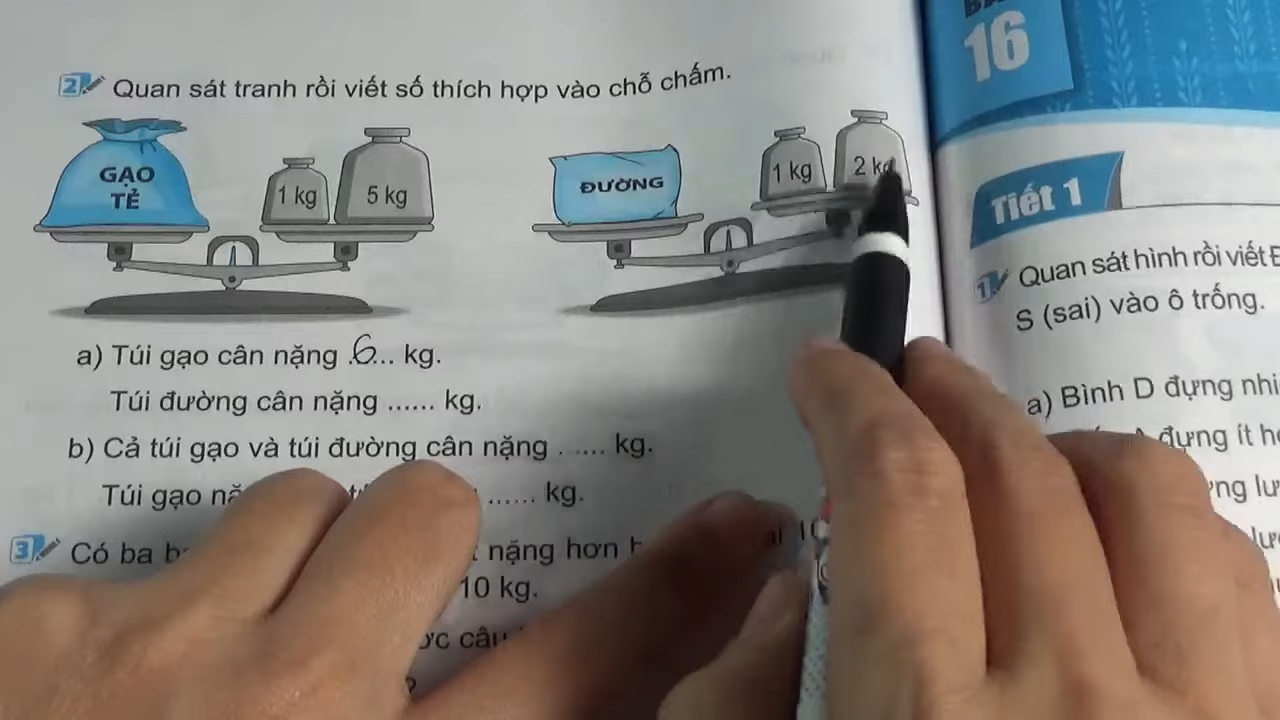 2 Quan sát tranh rồi viết số thích hợp vào chỗ chấm.
GẠO
TẺ
1 kg
5 kg
ĐƯỜNG
1 kg
2 kg
a) Túi gạo cân nặng .6... kg.
Túi đường cân nặng ...... kg.
b) Cả túi gạo và túi đường cân nặng ...... kg.
Túi gạo ...... kg.
3 Có ba
nặng hơn
10 kg.
câu
16
Tiết 1
1 Quan sát hình rồi viết Đ
S (sai) vào ô trống.
a) Bình D đựng
đựng ít